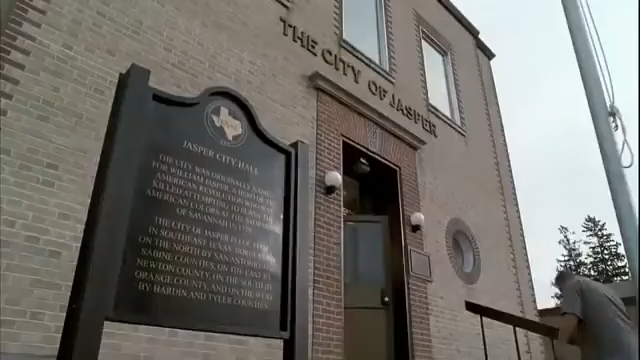 THE CITY OF JASPER
JASPER CITY HALL
THE CITY WAS ORIGINALLY NAMED
FOR WILLIAM JASPER, A HERO OF THE
AMERICAN REVOLUTION WHO WAS
KILLED ATTEMPTING TO PLANT THE
AMERICAN COLORS AT THE STORMING
OF SAVANNAH IN 1779.
THE CITY OF JASPER IS LOCATED
IN SOUTHEAST TEXAS, BORDERED
ON THE NORTH BY SAN AUGUSTINE
SABINE COUNTIES, ON THE EAST BY
NEWTON COUNTY, ON THE SOUTH BY
ORANGE COUNTY, AND ON THE WEST
BY HARDIN AND TYLER COUNTIES.